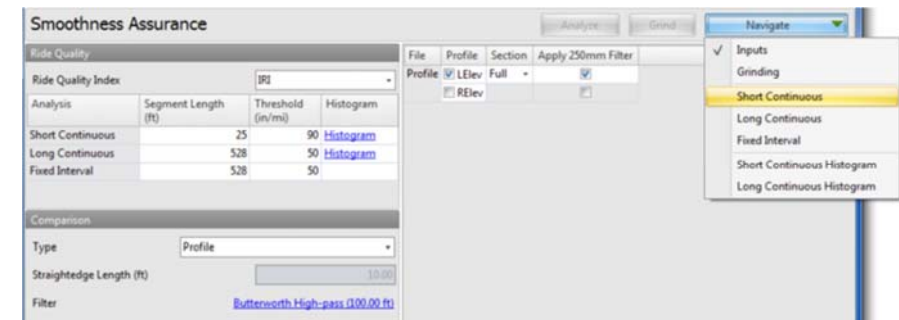 Smoothness Assurance
Analyze Grind Navigate
Ride Quality
Ride Quality Index IRI
Analysis Segment Length (ft) Threshold (in/mi) Histogram
Short Continuous 25 90 Histogram
Long Continuous 528 50 Histogram
Fixed Interval 528 50
Comparison
Type Profile
Straightedge Length (ft) 10.00
Filter Butterworth High-pass (100.00 ft)
File Profile Section Apply 250mm Filter
Profile LElev Full
RElev
Inputs
Grinding
Short Continuous
Long Continuous
Fixed Interval
Short Continuous Histogram
Long Continuous Histogram